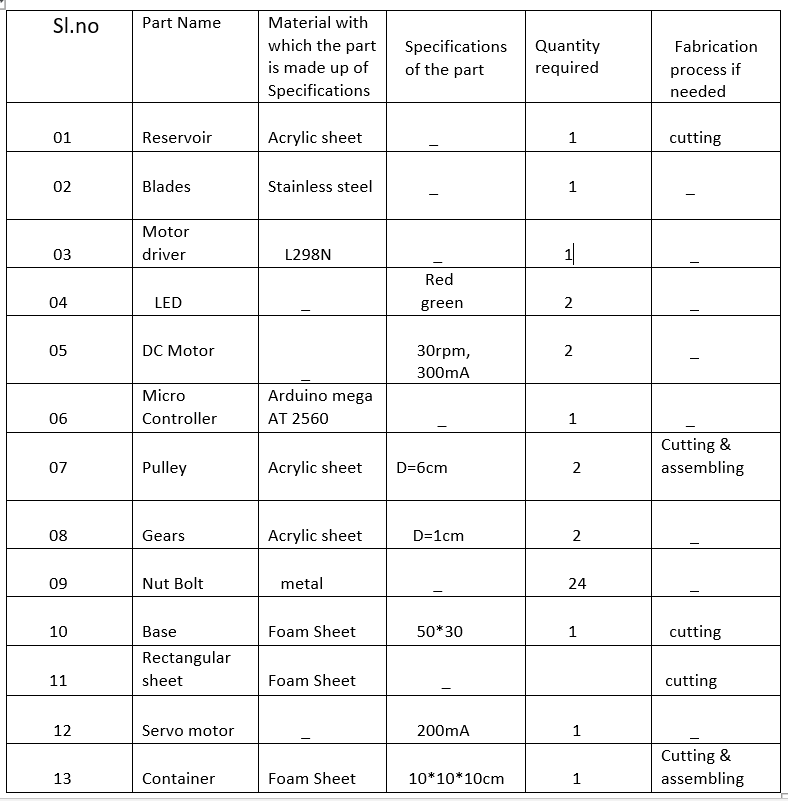 Sl.no Part Name Material with which the part is made up of Specifications Specifications of the part Quantity required Fabrication process if needed
01 Reservoir Acrylic sheet _ 1 cutting
02 Blades Stainless steel _ 1 _
03 Motor driver L298N _ 1 _
04 LED _ Red green 2 _
05 DC Motor _ 30rpm, 300mA 2 _
06 Micro Controller Arduino mega AT 2560 _ 1 _
07 Pulley Acrylic sheet D=6cm 2 Cutting & assembling
08 Gears Acrylic sheet D=1cm 2 _
09 Nut Bolt metal _ 24 _
10 Base Foam Sheet 50*30 1 cutting
11 Rectangular sheet Foam Sheet _ cutting
12 Servo motor _ 200mA 1 _
13 Container Foam Sheet 10*10*10cm 1 Cutting & assembling